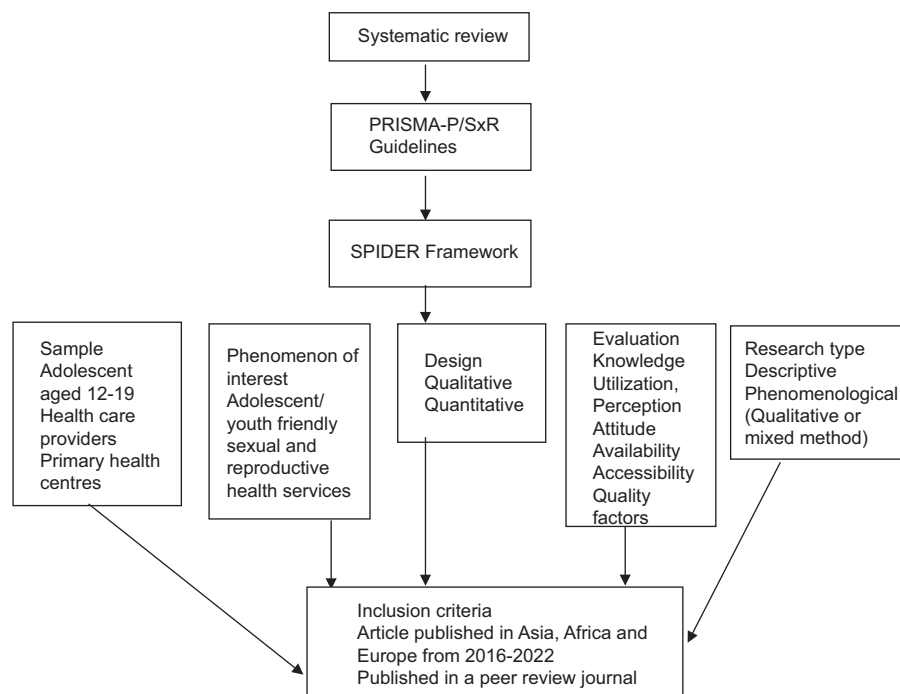 Systematic review
PRISMA-P/SxR
Guidelines
SPIDER Framework
Sample
Adolescent
aged 12-19
Health care
providers
Primary health
centres
Phenomenon of
interest
Adolescent/
youth friendly
sexual and
reproductive
health services
Design
Qualitative
Quantitative
Evaluation
Knowledge
Utilization,
Perception
Attitude
Availability
Accessibility
Quality
factors
Research type
Descriptive
Phenomenological
(Qualitative or
mixed method)
Inclusion criteria
Article published in Asia, Africa and
Europe from 2016-2022
Published in a peer review journal